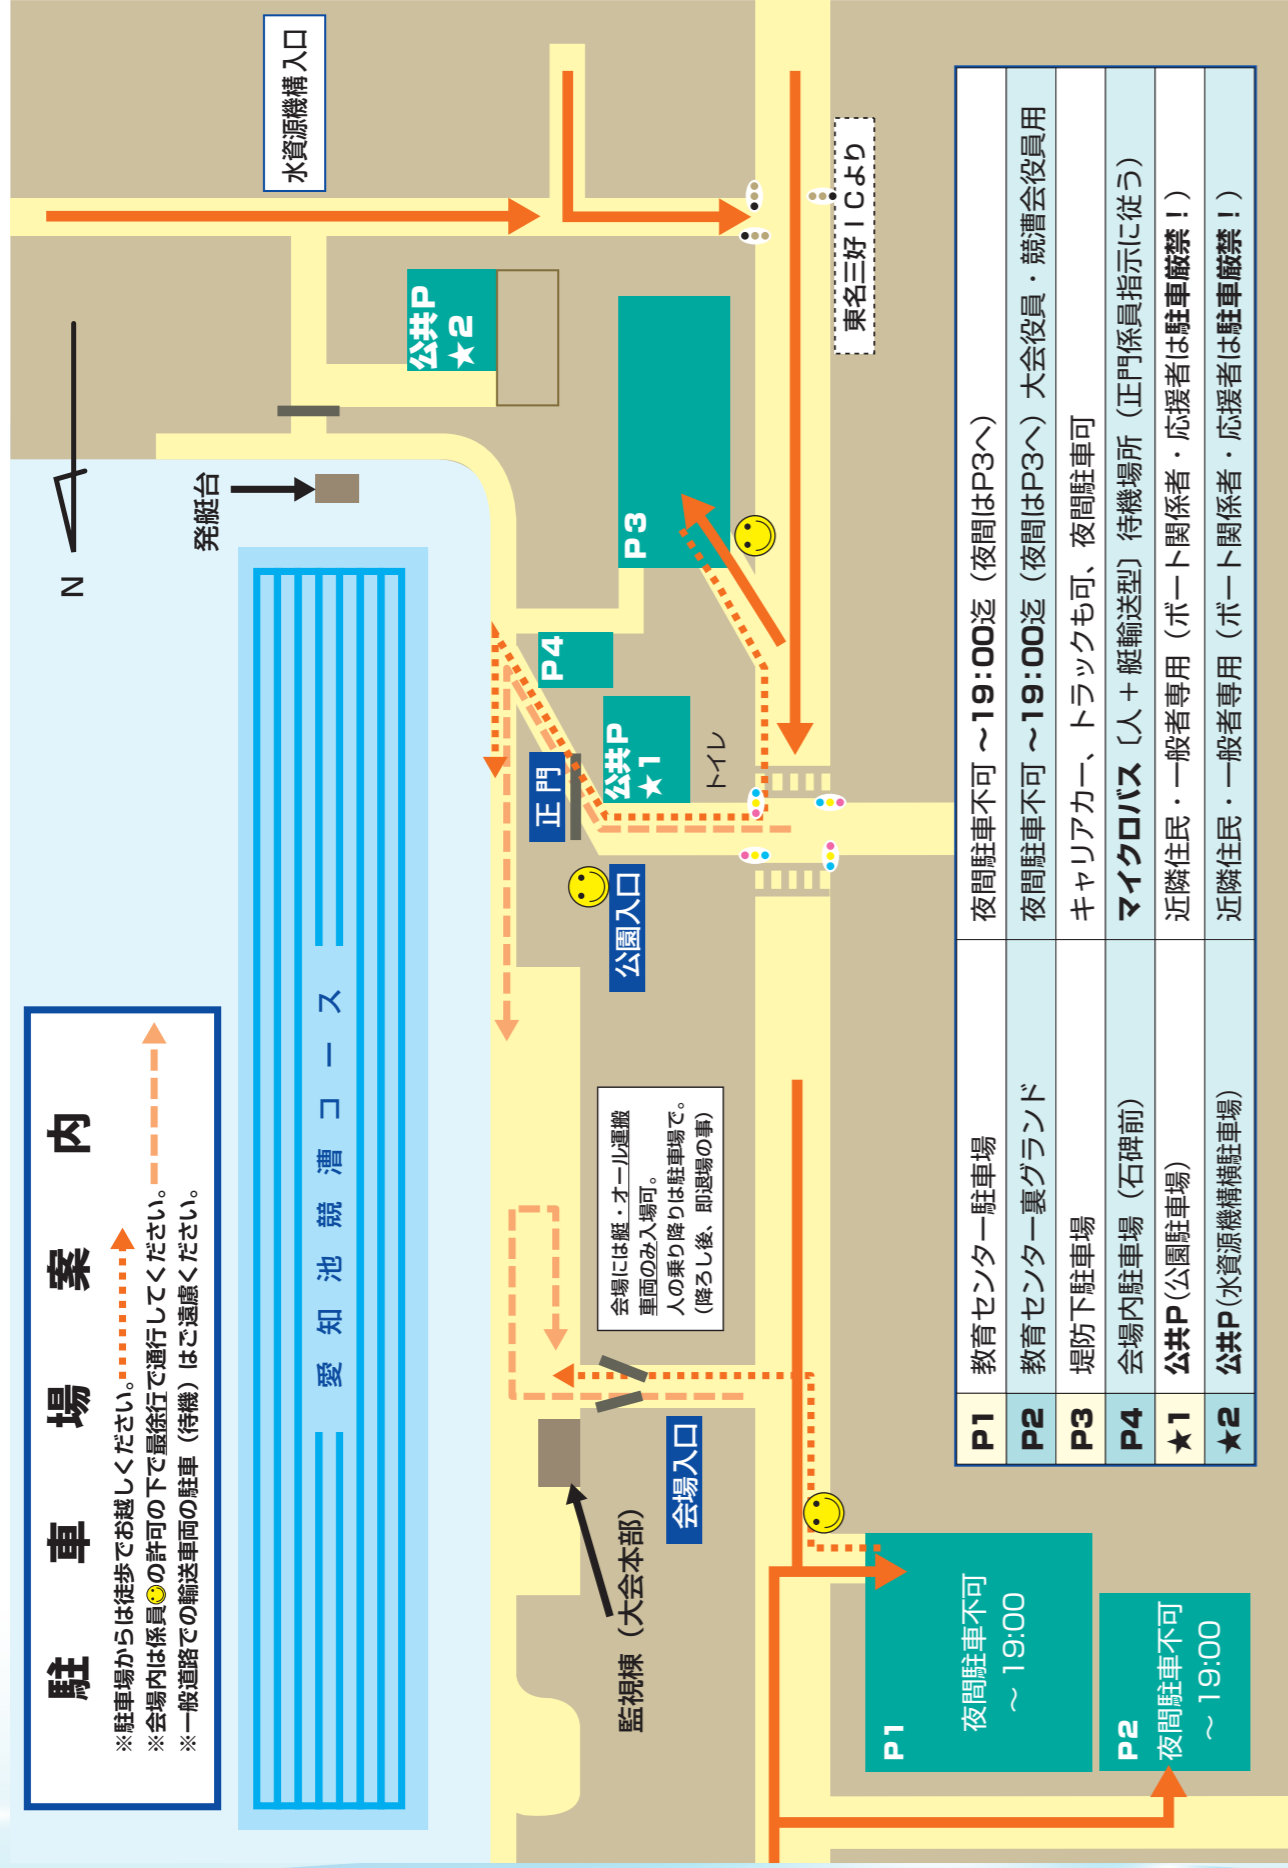 駐車場案内
※駐車場からは徒歩でお越しください。
※会場内は係員の許可の下で最徐行で通行してください。
※一般道路での輸送車両の駐車（待機）はご遠慮ください。
N
発艇台
水資源機構入口
愛知池競漕コース
公共P
★2
P3
P4
公共P
★1
トイレ
正門
公園入口
東名三好ICより
会場には艇・オール運搬
車両のみ入場可。
人の乗り降りは駐車場で。
（降ろし後、即退場の事）
会場入口
監視棟（大会本部）
P1
夜間駐車不可
～19:00
P2
夜間駐車不可
～19:00
P1 教育センター駐車場 夜間駐車不可～19:00迄（夜間はP3へ）
P2 教育センター裏グランド 夜間駐車不可～19:00迄（夜間はP3へ）大会役員・競漕会役員用
P3 堤防下駐車場 キャリアカー、トラックも可、夜間駐車可
P4 会場内駐車場（石碑前） マイクロバス〔人＋艇輸送型〕待機場所（正門係員指示に従う）
★1 公共P（公園駐車場） 近隣住民・一般者専用（ボート関係者・応援者は駐車厳禁！）
★2 公共P（水資源機構横駐車場） 近隣住民・一般者専用（ボート関係者・応援者は駐車厳禁！）